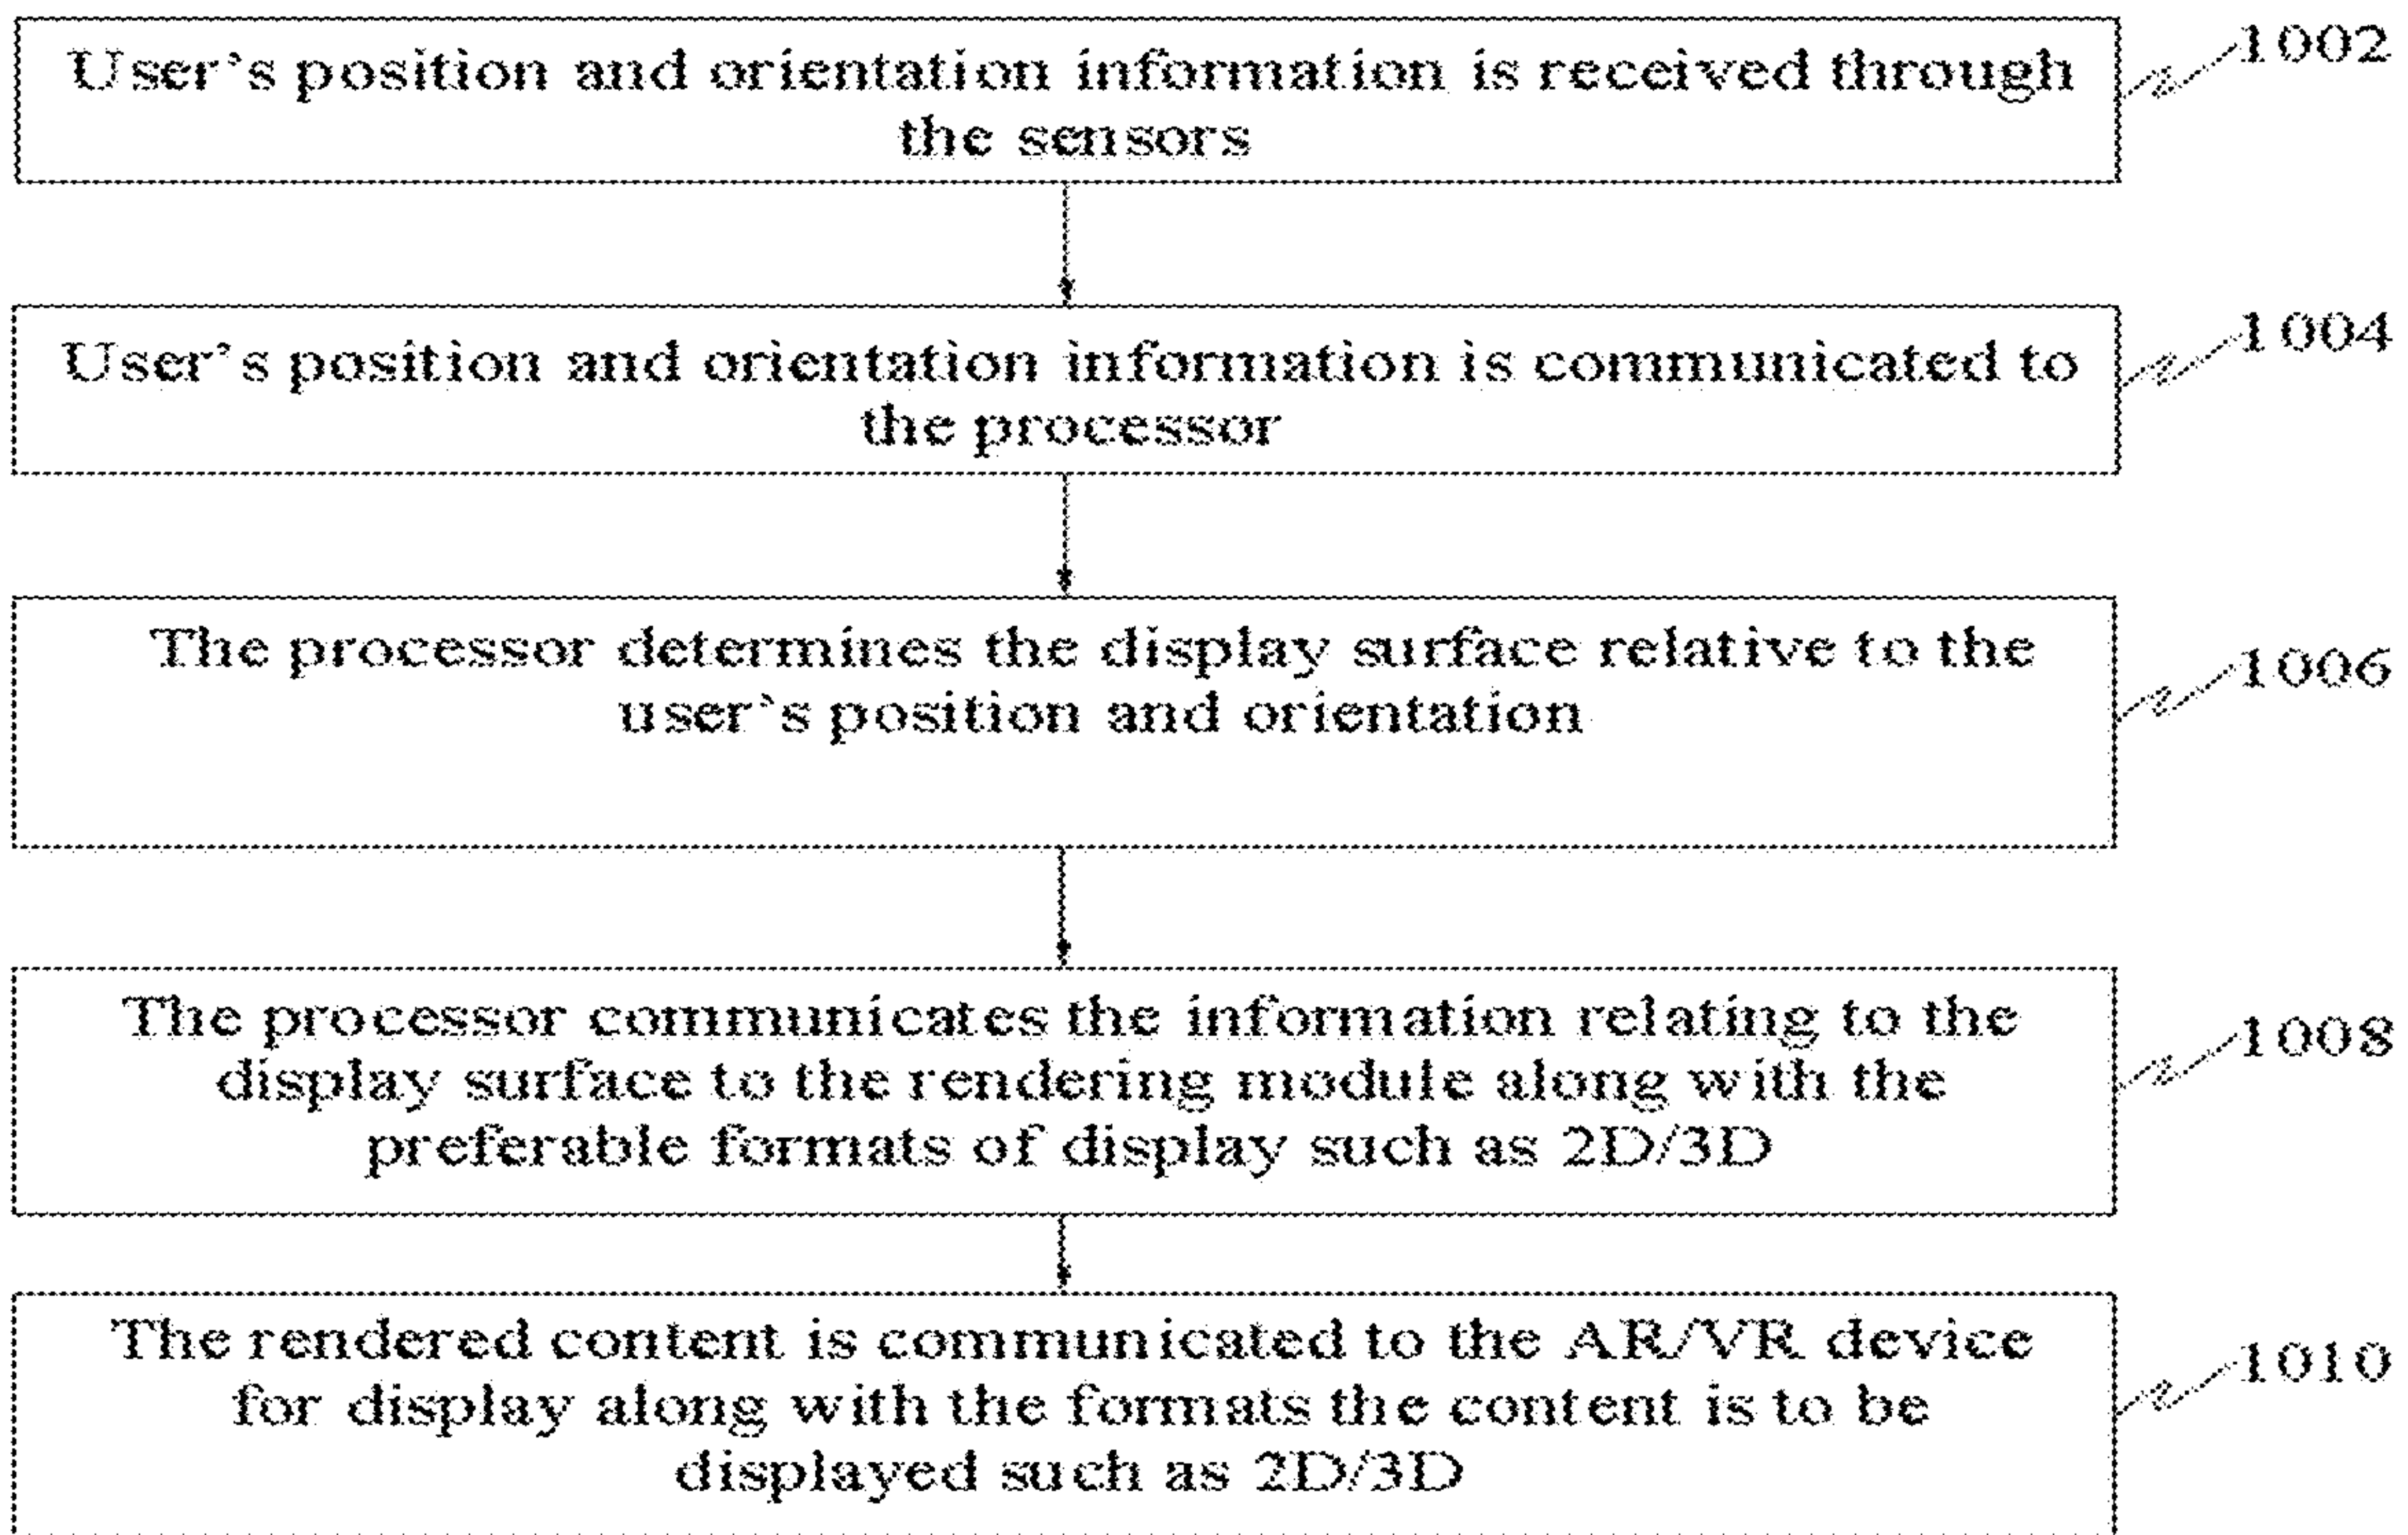 User's position and orientation information is received through
the sensors
1002
User's position and orientation information is communicated to
the processor
1004
The processor determines the display surface relative to the
user's position and orientation
1006
The processor communicates the information relating to the
display surface to the rendering module along with the
preferable formats of display such as 2D/3D
1008
The rendered content is communicated to the AR/VR device
for display along with the formats the content is to be
displayed such as 2D/3D
1010